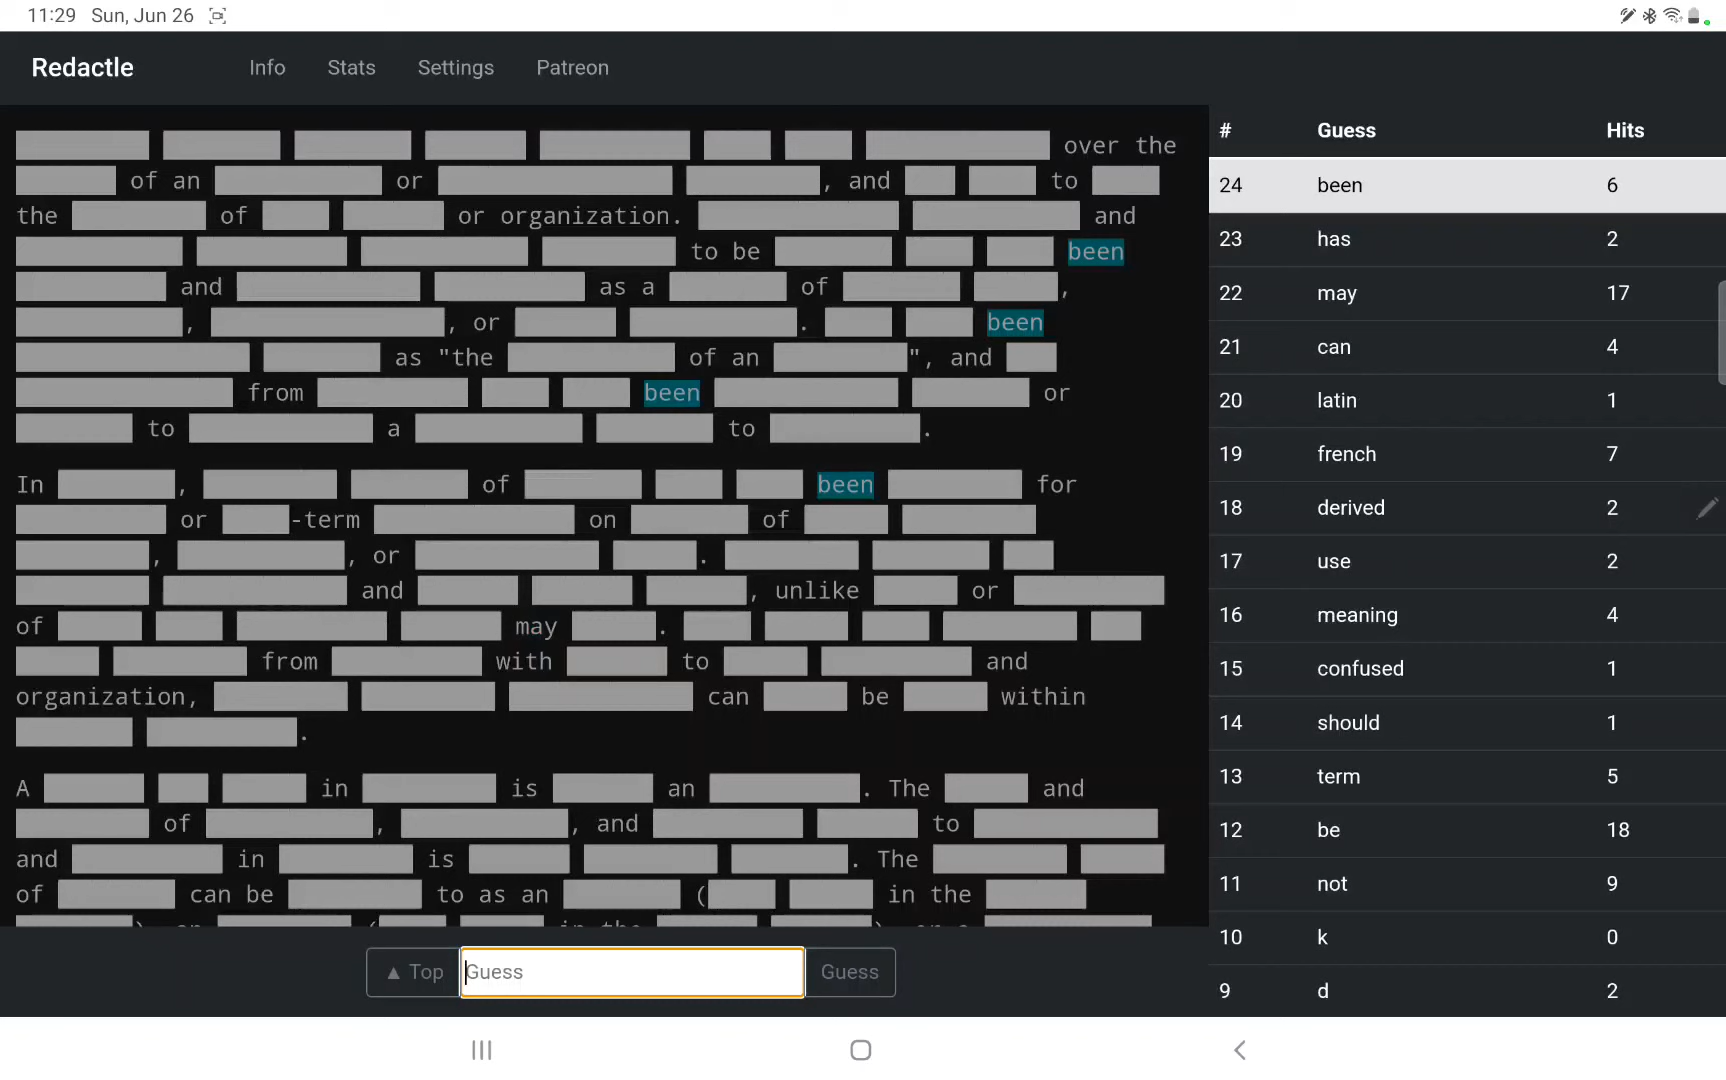 11:29 Sun, Jun 26
Redactle Info Stats Settings Patreon
over the
of an or , and to
the of or organization. and
to be been
and as a of ,
, , or . been
as "the of an ", and
from been or
to a to .
In , of been for
or -term on of
, , or .
and , unlike or
of may .
from with to and
organization, can be within
.
A in is an . The and
of , , and to
and in is . The
of can be to as an ( in the
), an ( in the ), or a
▲ Top Guess Guess
# Guess Hits
24 been 6
23 has 2
22 may 17
21 can 4
20 latin 1
19 french 7
18 derived 2
17 use 2
16 meaning 4
15 confused 1
14 should 1
13 term 5
12 be 18
11 not 9
10 k 0
9 d 2